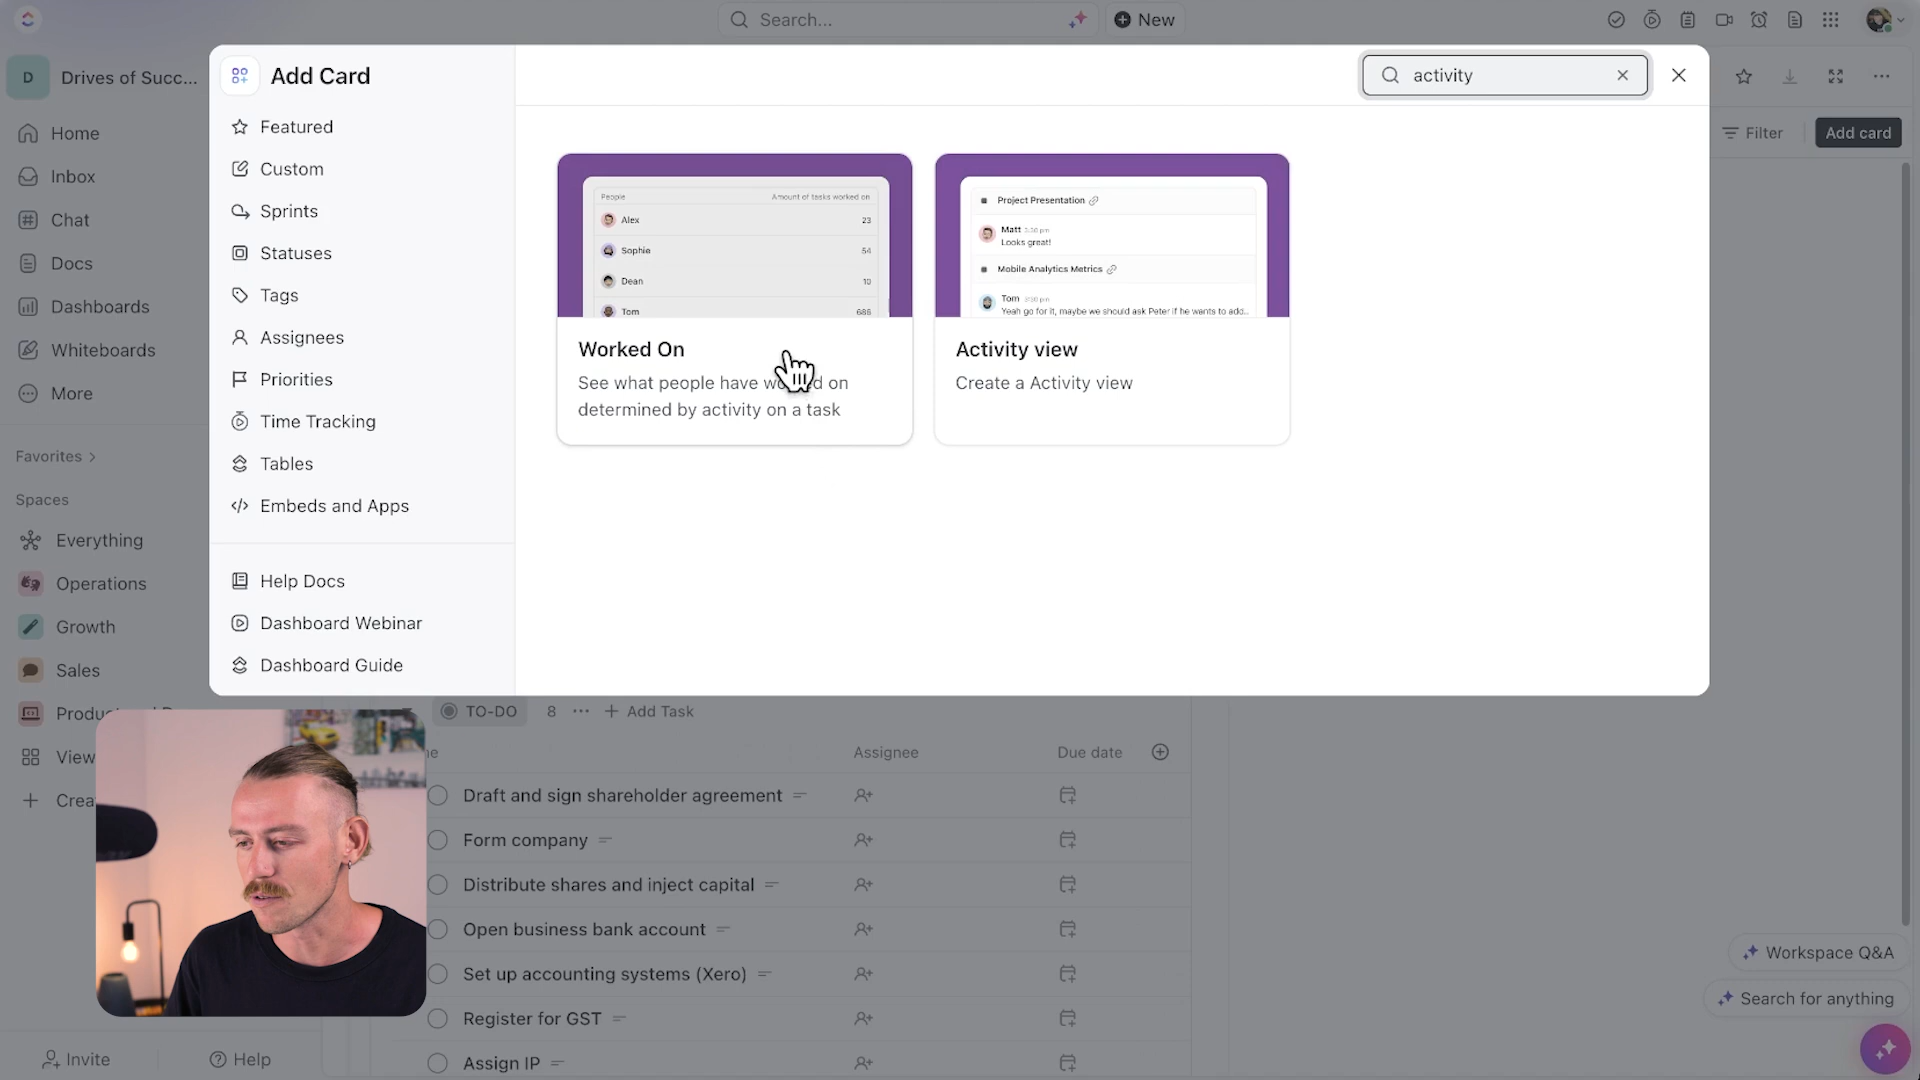 Search...
New
D
Drives of Succ...
Add Card
activity
Home
Inbox
Chat
Docs
Dashboards
Whiteboards
More
Favorites
Spaces
Everything
Operations
Growth
Sales
View
Invite
Help
Featured
Custom
Sprints
Statuses
Tags
Assignees
Priorities
Time Tracking
Tables
Embeds and Apps
Help Docs
Dashboard Webinar
Dashboard Guide
People Amount of tasks worked on
Alex 23
Sophie 54
Dean 10
Tom 686
Worked On
See what people have worked on
determined by activity on a task
Project Presentation
Matt 3:30 pm
Looks great!
Mobile Analytics Metrics
Tom 3:30 pm
Yeah go for it, maybe we should ask Peter if he wants to add...
Activity view
Create a Activity view
Filter
Add card
TO-DO 8 ... Add Task
Assignee Due date
Draft and sign shareholder agreement
Form company
Distribute shares and inject capital
Open business bank account
Set up accounting systems (Xero)
Register for GST
Assign IP
Workspace Q&A
Search for anything